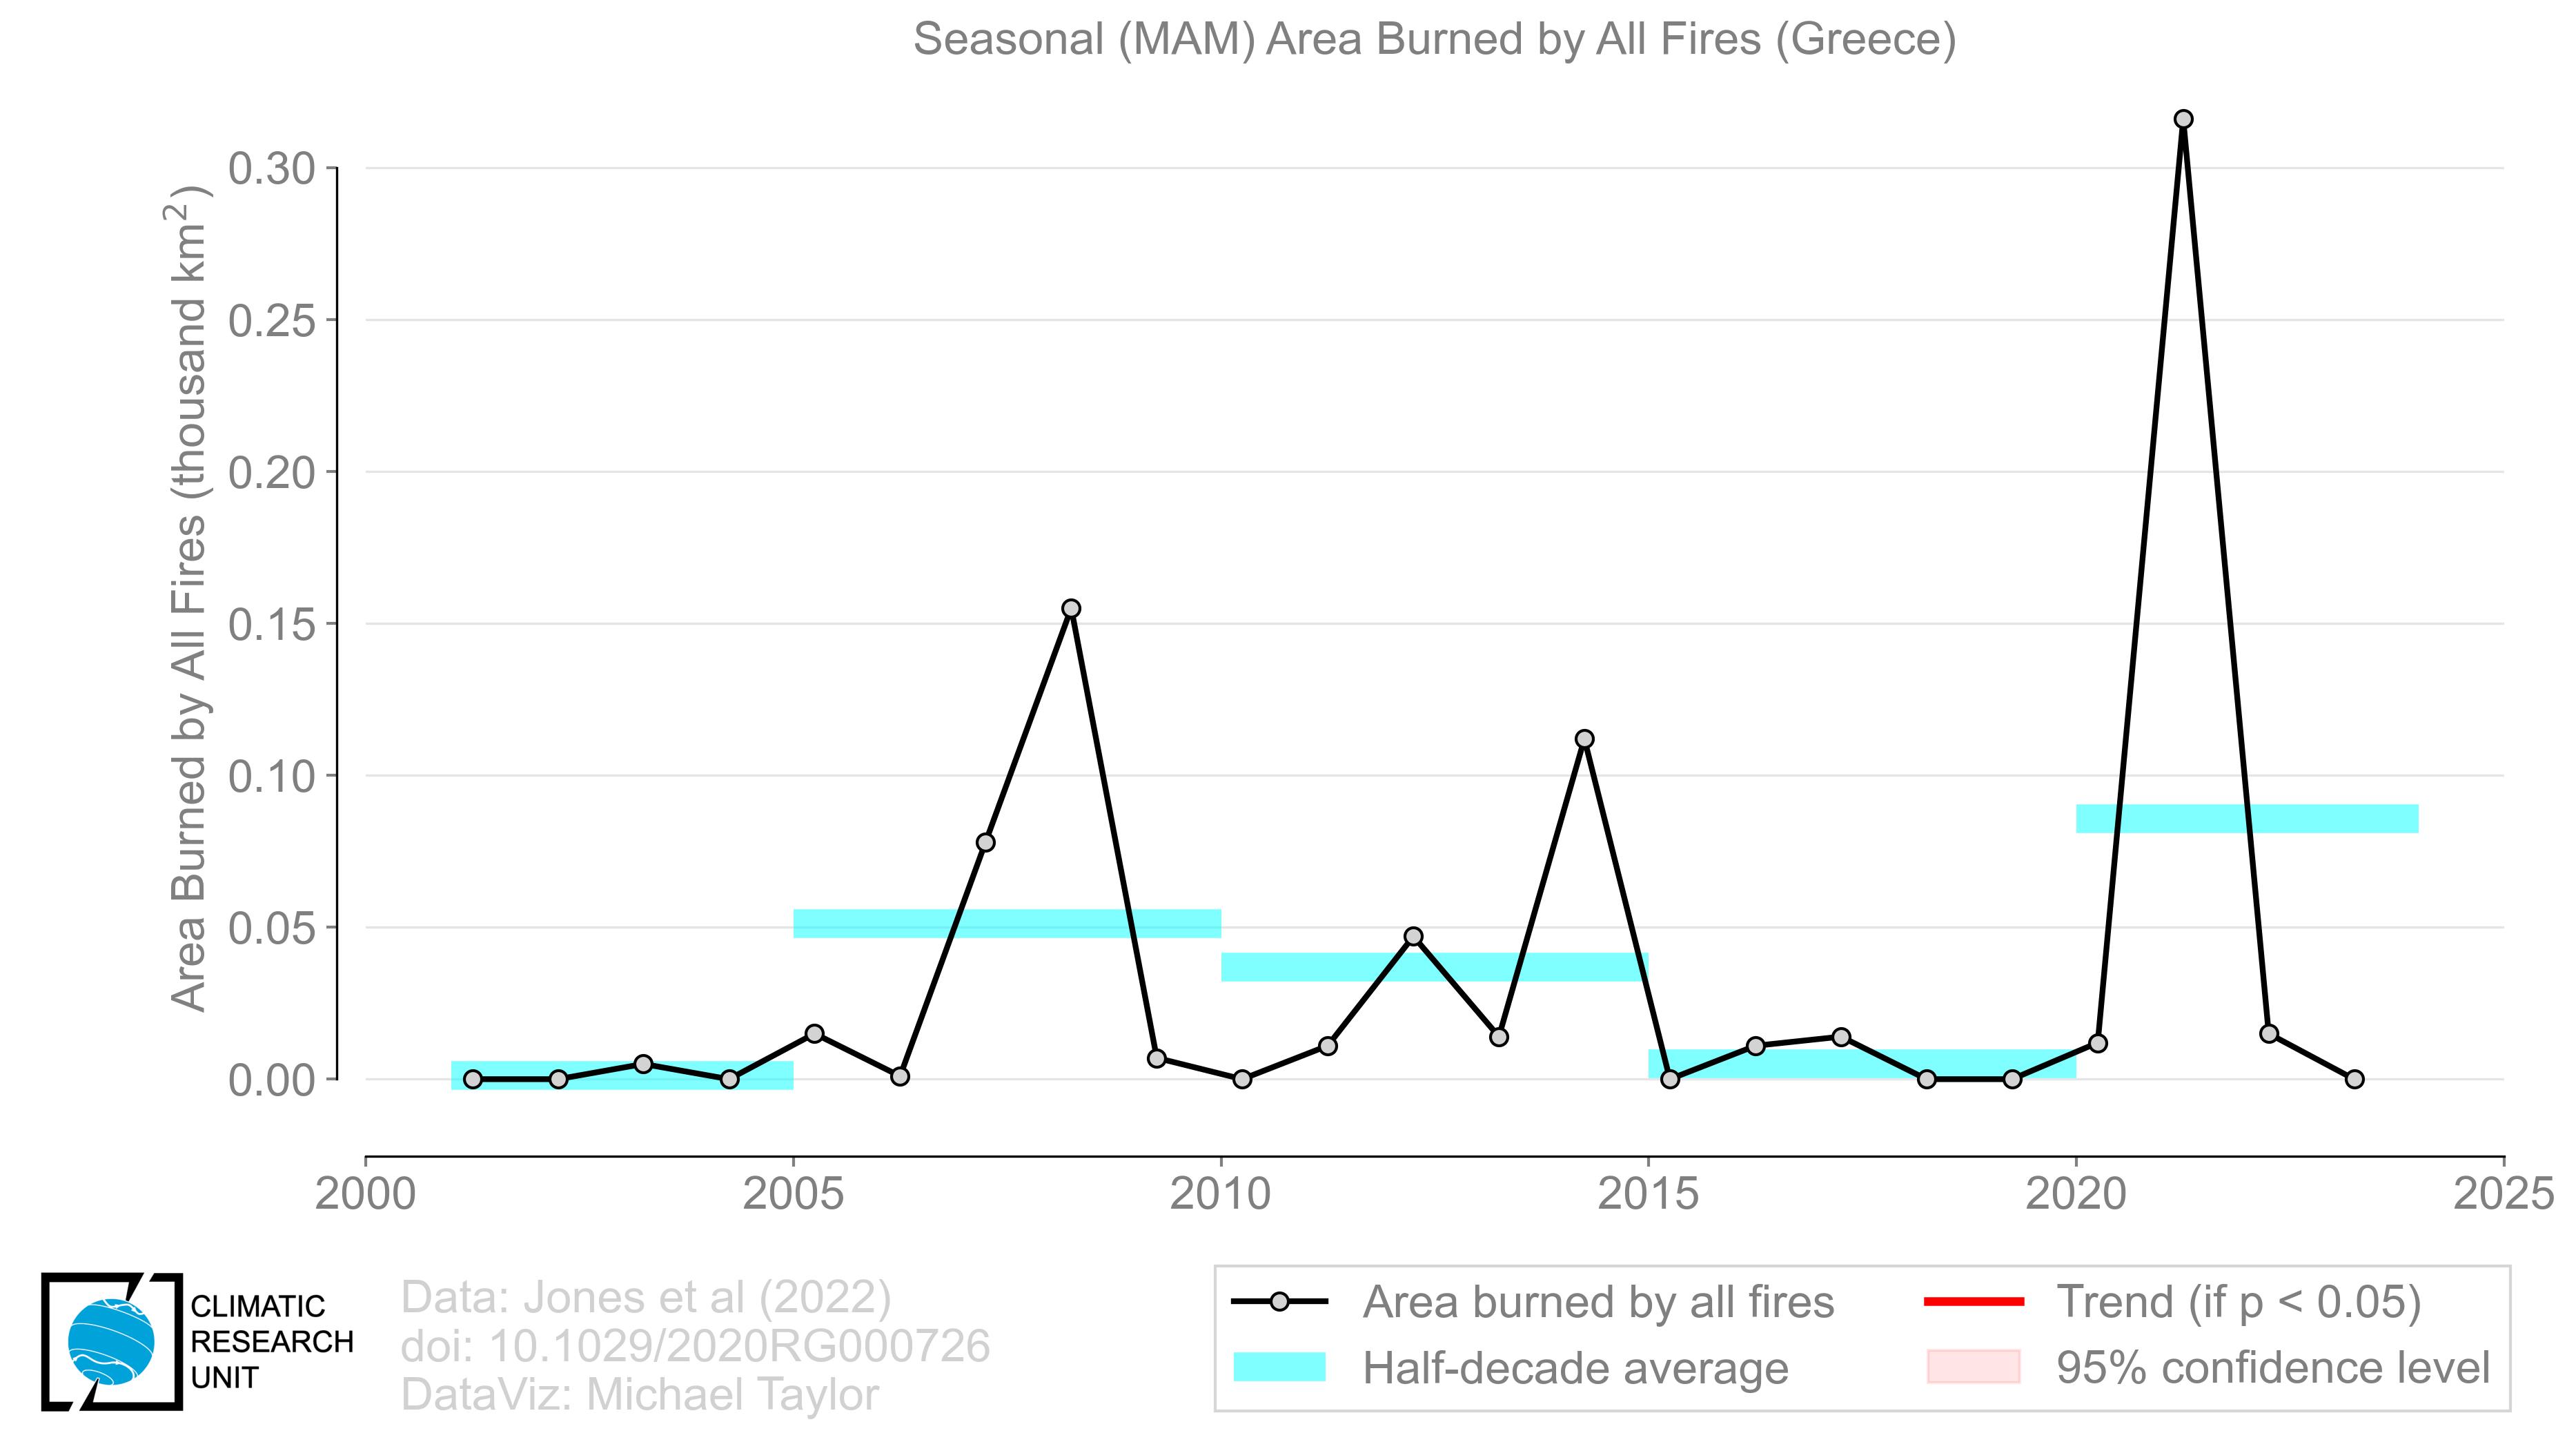 Seasonal (MAM) Area Burned by All Fires (Greece)
Area Burned by All Fires (thousand km²)
0.30
0.25
0.20
0.15
0.10
0.05
0.00
2000 2005 2010 2015 2020 2025
CLIMATIC
RESEARCH
UNIT
Data: Jones et al (2022)
doi: 10.1029/2020RG000726
DataViz: Michael Taylor
Area burned by all fires
Half-decade average
Trend (if p < 0.05)
95% confidence level